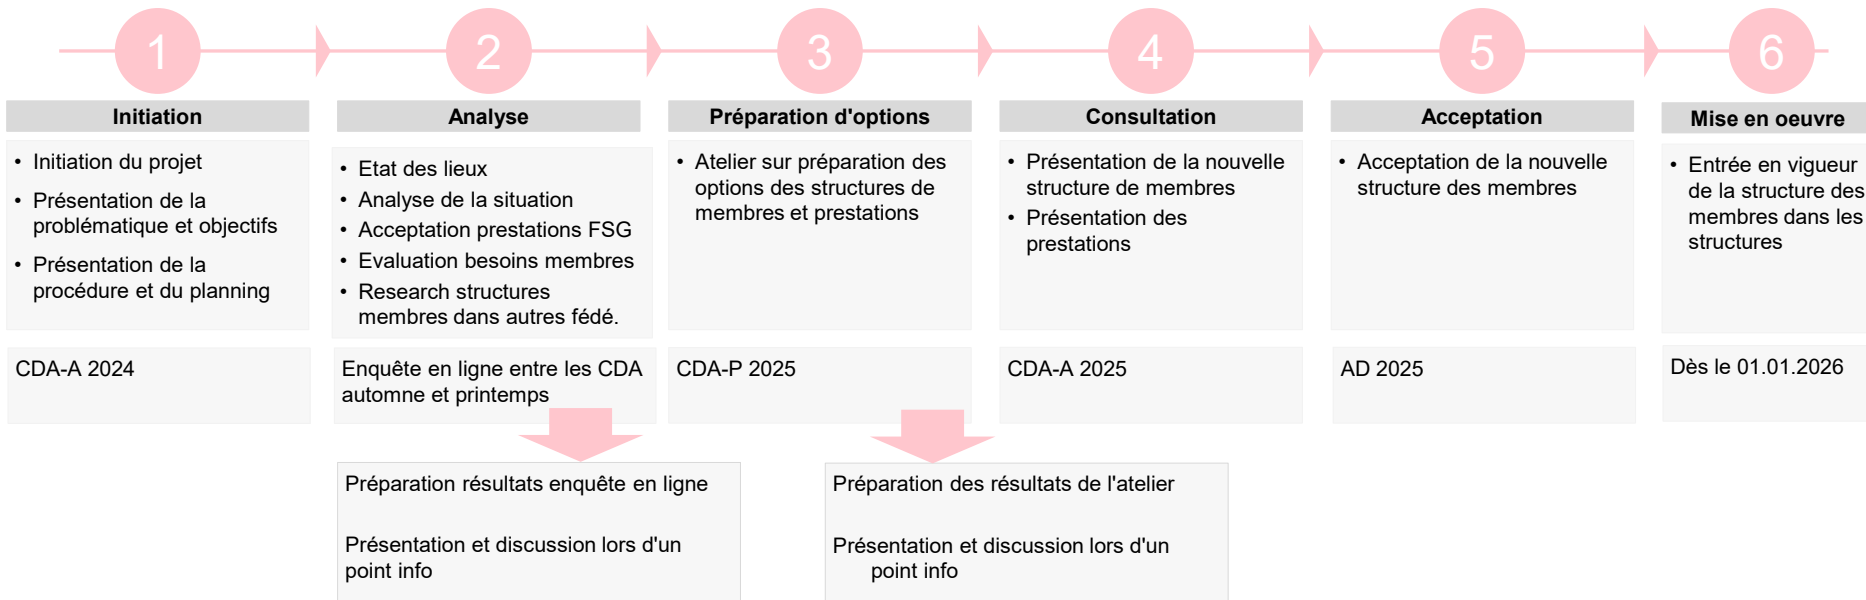 1
2
3
4
5
6
Initiation
Analyse
Préparation d'options
Consultation
Acceptation
Mise en oeuvre
• Initiation du projet
• Présentation de la
problématique et objectifs
• Présentation de la
procédure et du planning
• Etat des lieux
• Analyse de la situation
• Acceptation prestations FSG
• Evaluation besoins membres
• Research structures
membres dans autres fédé.
• Atelier sur préparation des
options des structures de
membres et prestations
• Présentation de la nouvelle
structure de membres
• Présentation des
prestations
• Acceptation de la nouvelle
structure des membres
• Entrée en vigueur
de la structure des
membres dans les
structures
CDA-A 2024
Enquête en ligne entre les CDA
automne et printemps
CDA-P 2025
CDA-A 2025
AD 2025
Dès le 01.01.2026
Préparation résultats enquête en ligne
Présentation et discussion lors d'un
point info
Préparation des résultats de l'atelier
Présentation et discussion lors d'un
point info